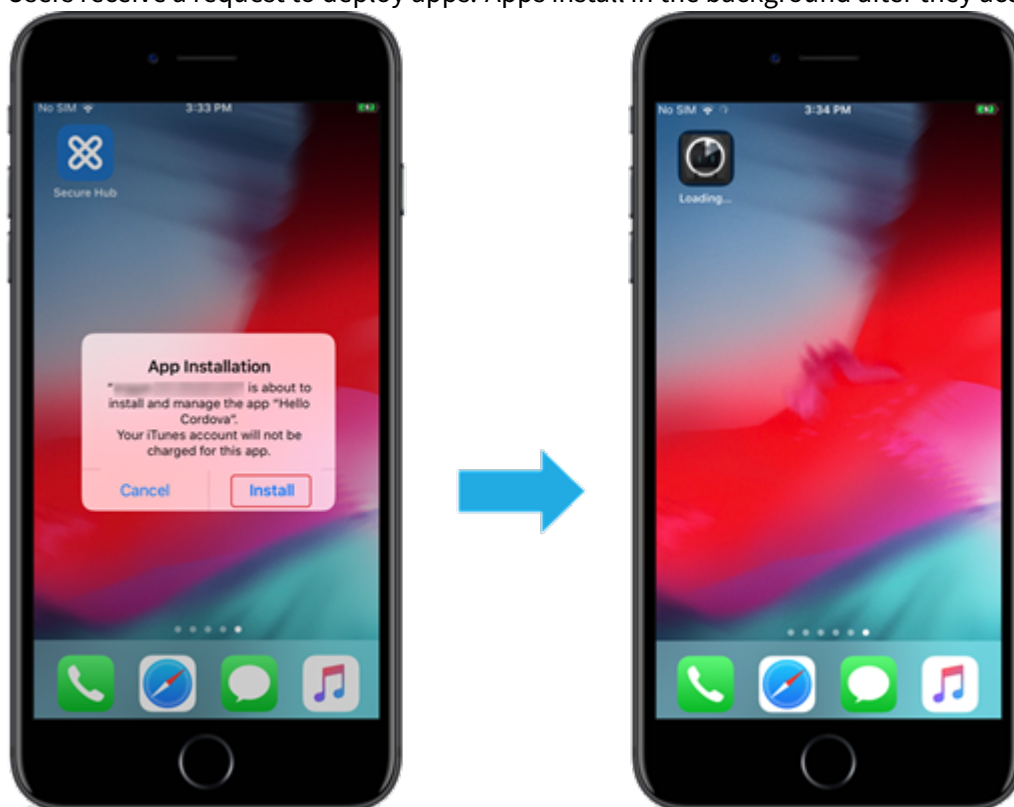 Users receive a request to deploy apps. Apps install in the background after they
No SIM
3:33 PM
Secure Hub
App Installation
" is about to
install and manage the app "Hello
Cordova".
Your iTunes account will not be
charged for this app.
Cancel
Install
No SIM
3:34 PM
Loading...